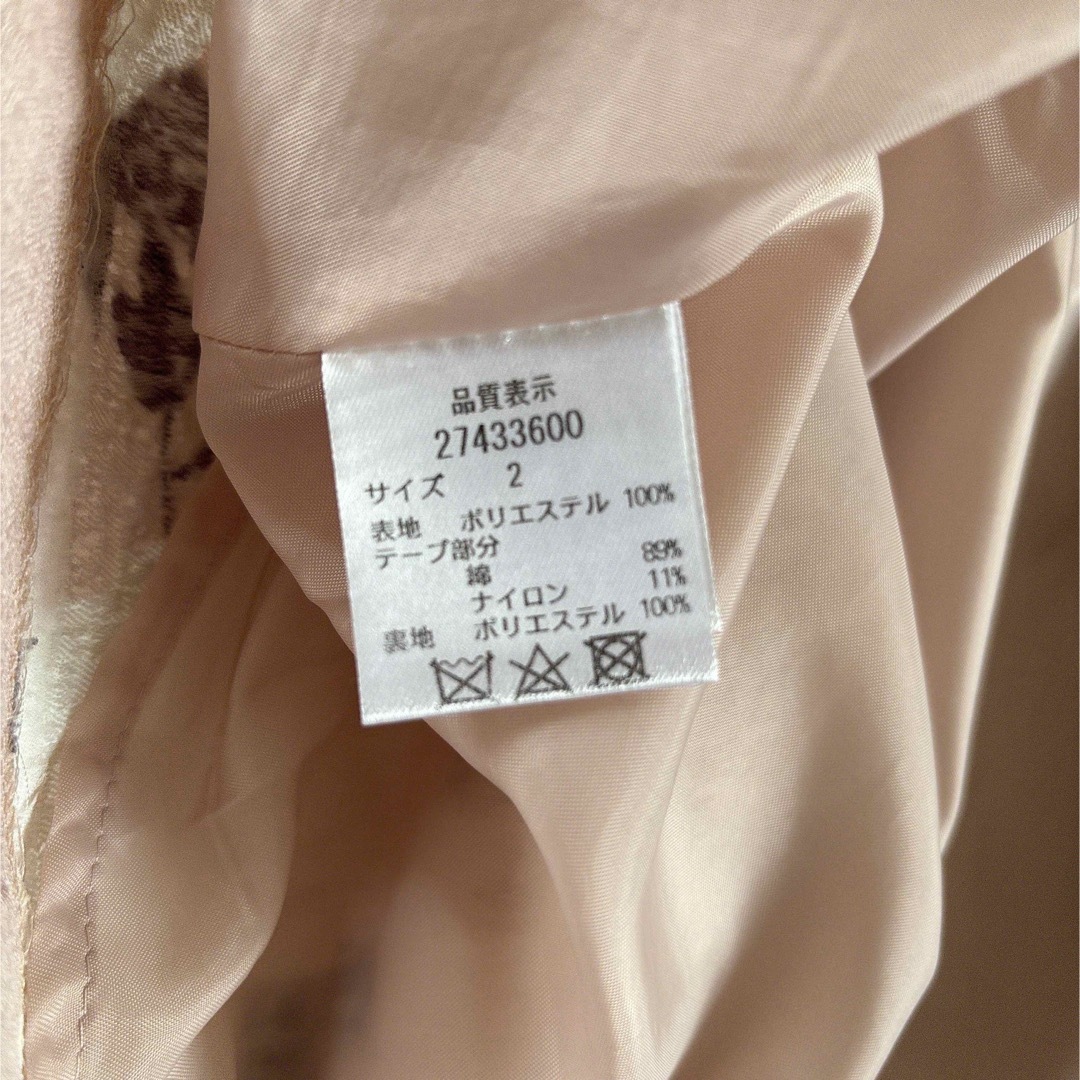 品質表示
27433600
サイズ 2
表地 ポリエステル 100%
テープ部分
綿 89%
ナイロン 11%
裏地 ポリエステル 100%